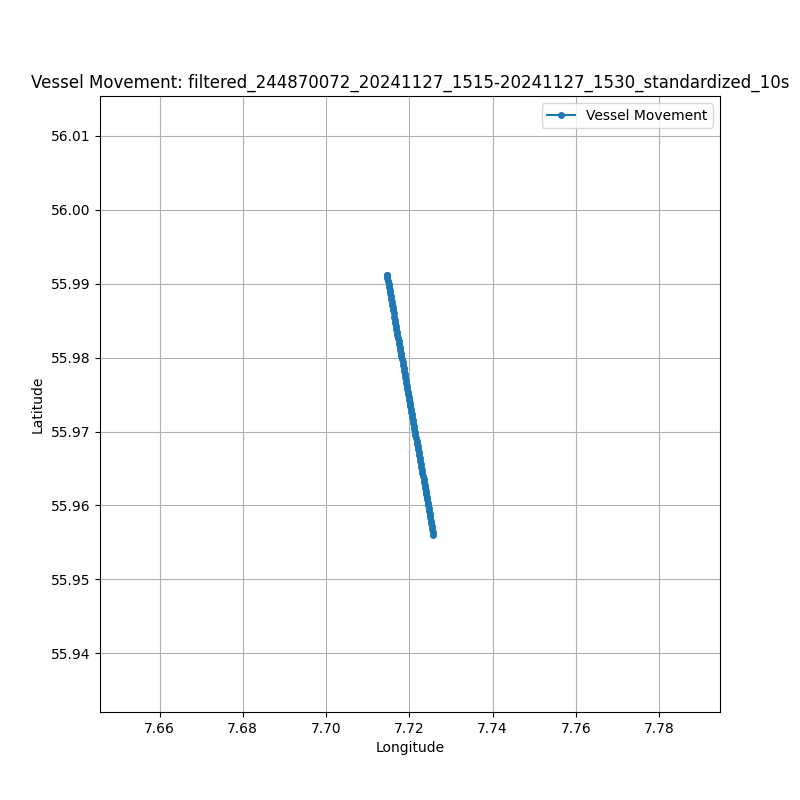 Vessel Movement: filtered_244870072_20241127_1515-20241127_1530_standardized_10s
Vessel Movement
56.01
56.00
55.99
55.98
55.97
55.96
55.95
55.94
Latitude
7.66 7.68 7.70 7.72 7.74 7.76 7.78
Longitude